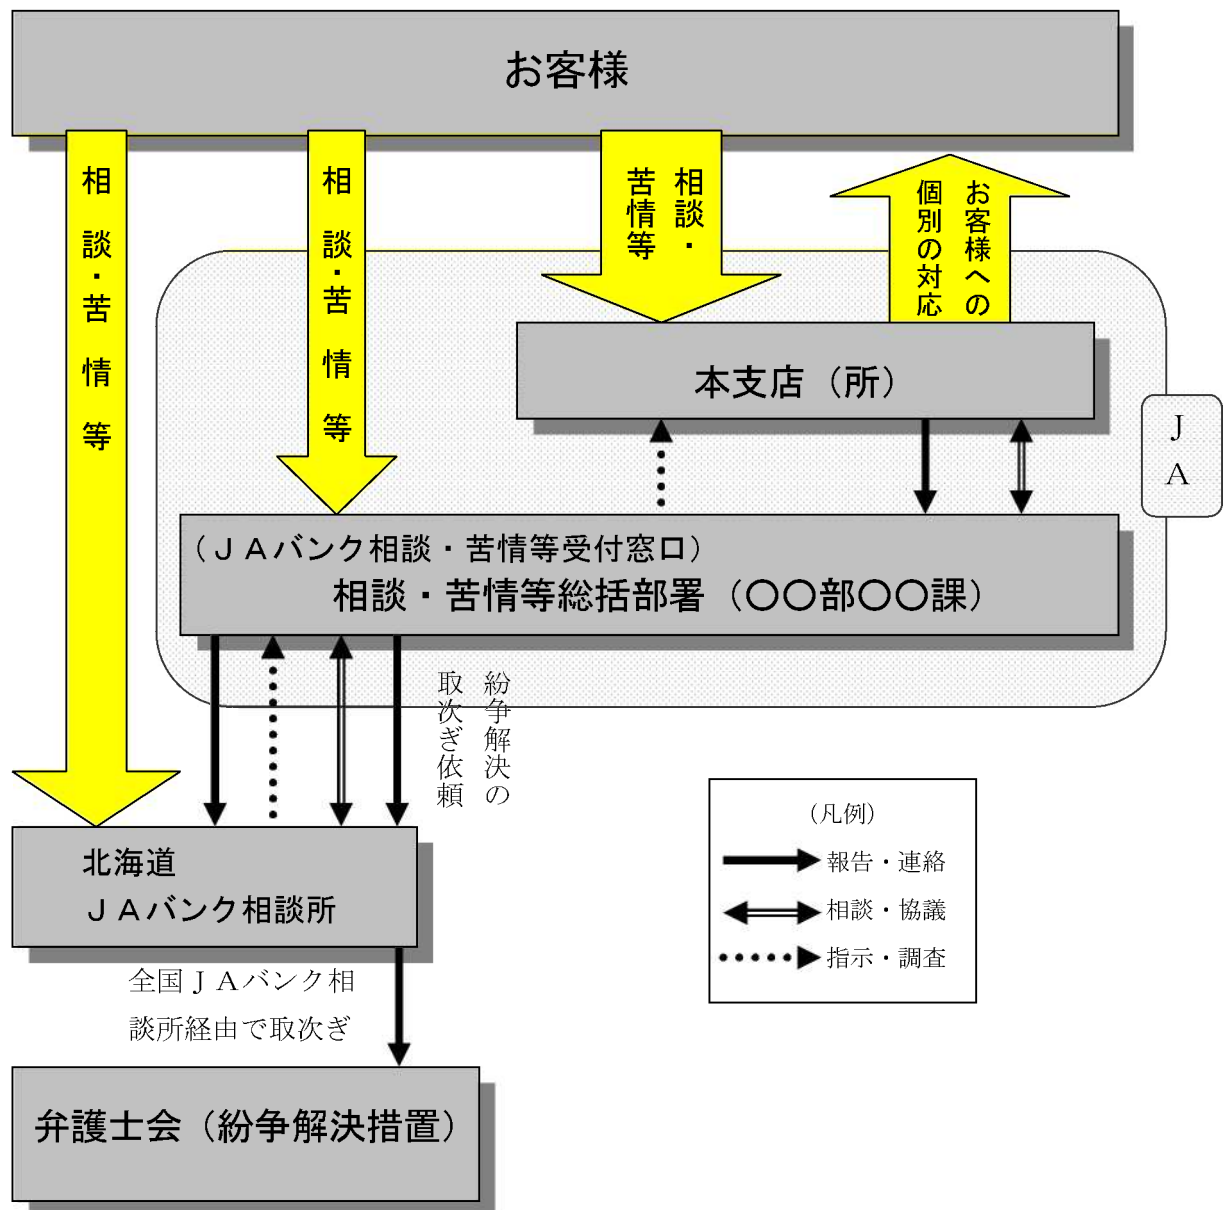 お客様
相談・苦情等
相談・苦情等
相談・
苦情等
お客様への
個別の対応
本支店（所）
ＪＡ
（ＪＡバンク相談・苦情等受付窓口）
相談・苦情等総括部署（〇〇部〇〇課）
紛争解決の
取次ぎ依頼
北海道
ＪＡバンク相談所
（凡例）
報告・連絡
相談・協議
指示・調査
全国ＪＡバンク相
談所経由で取次ぎ
弁護士会（紛争解決措置）